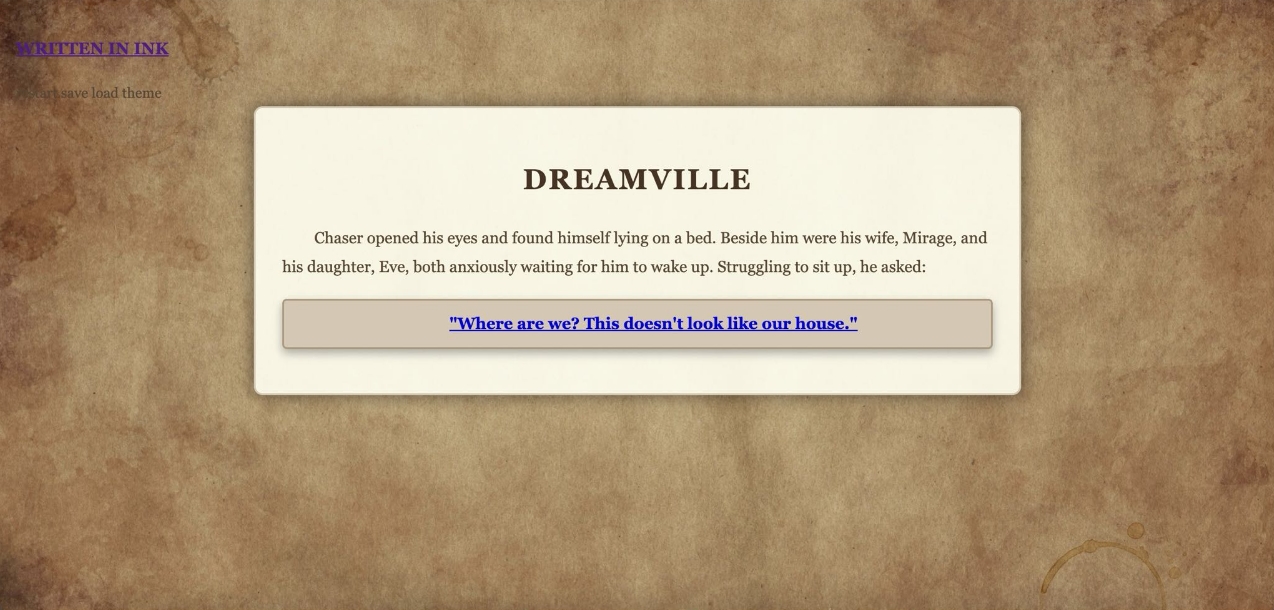 WRITTEN IN INK
restart save load theme
DREAMVILLE
Chaser opened his eyes and found himself lying on a bed. Beside him were his wife, Mirage, and
his daughter, Eve, both anxiously waiting for him to wake up. Struggling to sit up, he asked:
"Where are we? This doesn't look like our house."